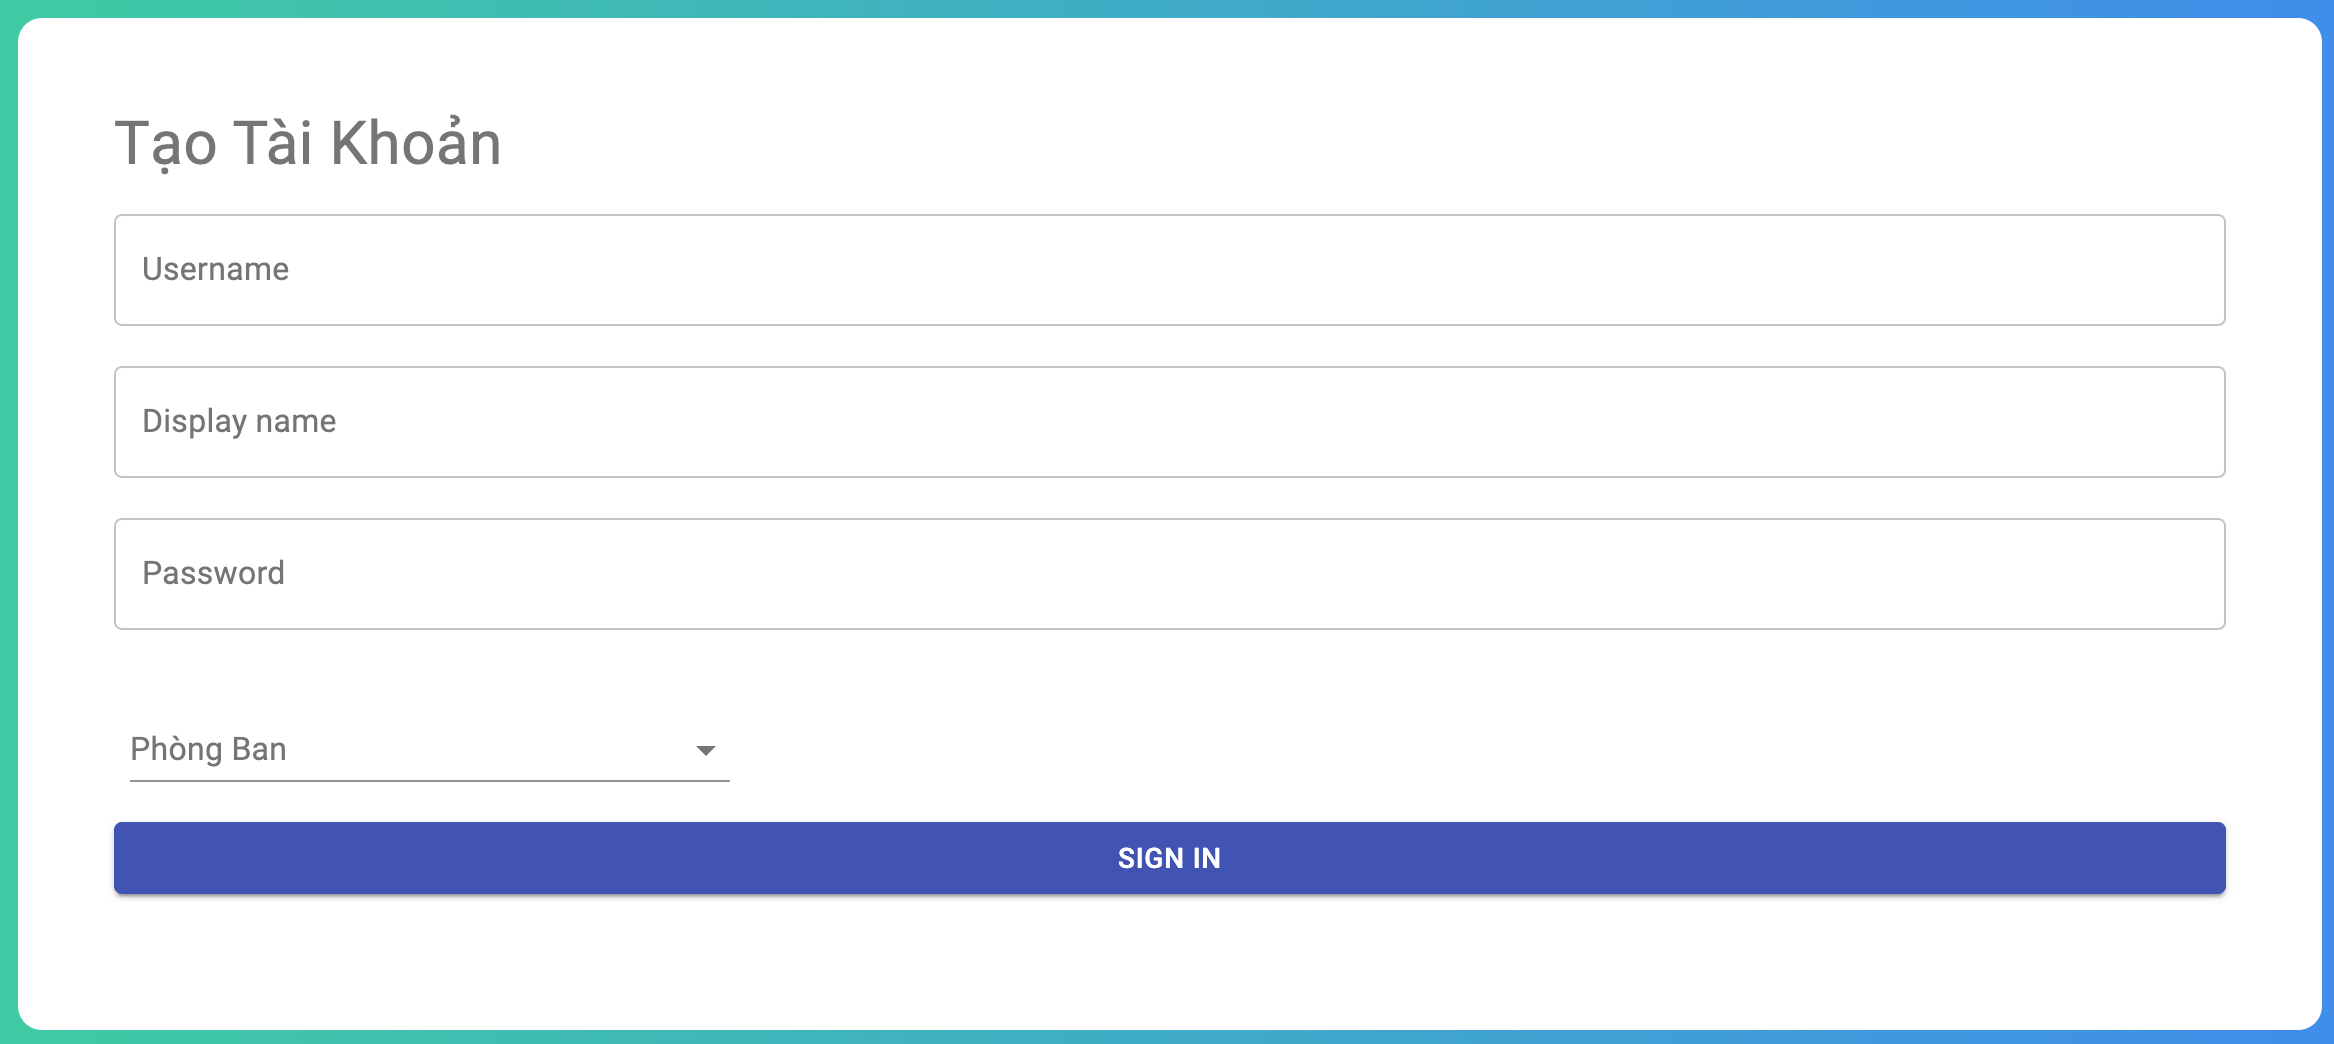 Tạo Tài Khoản
Username
Display name
Password
Phòng Ban
SIGN IN